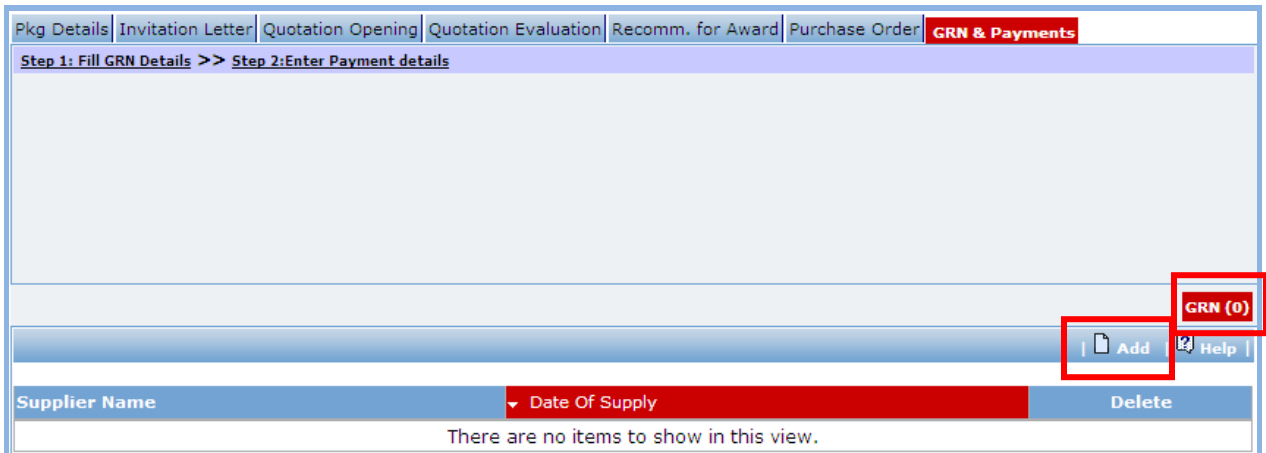 Pkg Details Invitation Letter Quotation Opening Quotation Evaluation Recomm. for Award Purchase Order GRN & Payments
Step 1: Fill GRN Details >> Step 2:Enter Payment details
GRN (0)
| Add | Help |
Supplier Name Date Of Supply Delete
There are no items to show in this view.